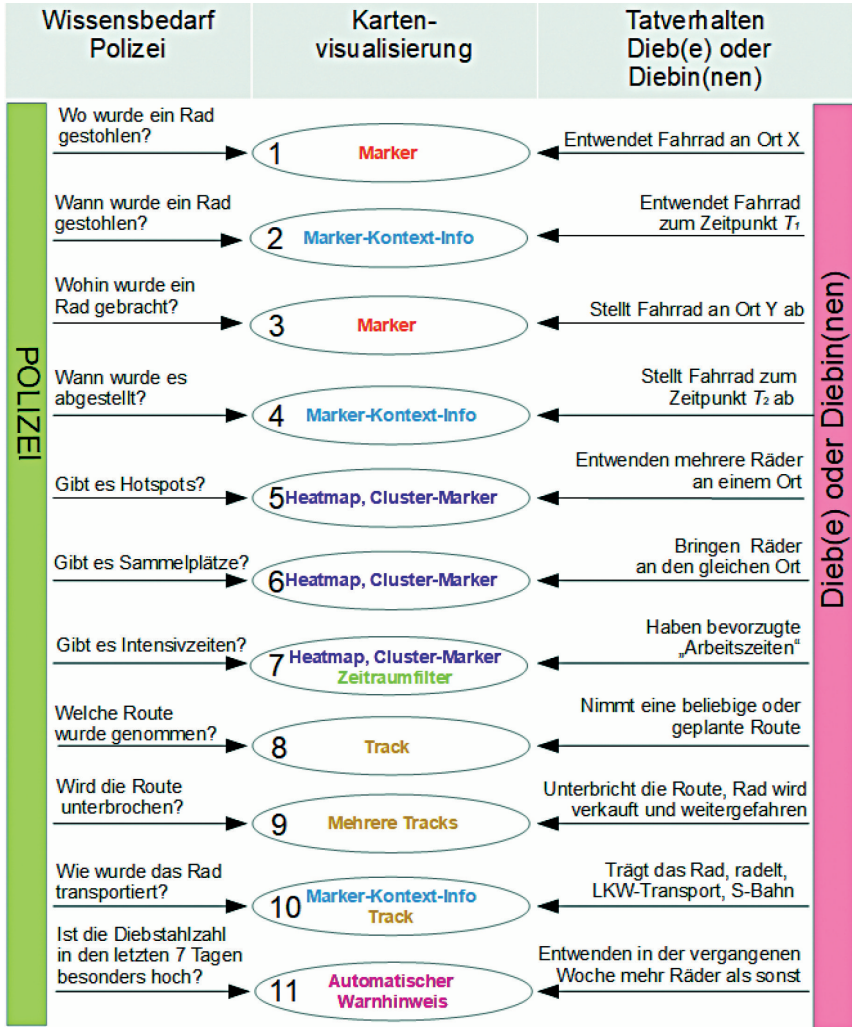 Wissensbedarf
Polizei
Karten-
visualisierung
Tatverhalten
Dieb(e) oder
Diebin(nen)
POLIZEI
Dieb(e) oder Diebin(nen)
Wo wurde ein Rad
gestohlen?
1 Marker
Entwendet Fahrrad an Ort X
Wann wurde ein Rad
gestohlen?
2 Marker-Kontext-Info
Entwendet Fahrrad
zum Zeitpunkt T₁
Wohin wurde ein
Rad gebracht?
3 Marker
Stellt Fahrrad an Ort Y ab
Wann wurde es
abgestellt?
4 Marker-Kontext-Info
Stellt Fahrrad zum
Zeitpunkt T₂ ab
Gibt es Hotspots?
5 Heatmap, Cluster-Marker
Entwenden mehrere Räder
an einem Ort
Gibt es Sammelplätze?
6 Heatmap, Cluster-Marker
Bringen Räder
an den gleichen Ort
Gibt es Intensivzeiten?
7 Heatmap, Cluster-Marker
Zeitraumfilter
Haben bevorzugte
„Arbeitszeiten“
Welche Route
wurde genommen?
8 Track
Nimmt eine beliebige oder
geplante Route
Wird die Route
unterbrochen?
9 Mehrere Tracks
Unterbricht die Route, Rad wird
verkauft und weitergefahren
Wie wurde das Rad
transportiert?
10 Marker-Kontext-Info
Track
Trägt das Rad, radelt,
LKW-Transport, S-Bahn
Ist die Diebstahlzahl
in den letzten 7 Tagen
besonders hoch?
11 Automatischer
Warnhinweis
Entwenden in der vergangenen
Woche mehr Räder als sonst